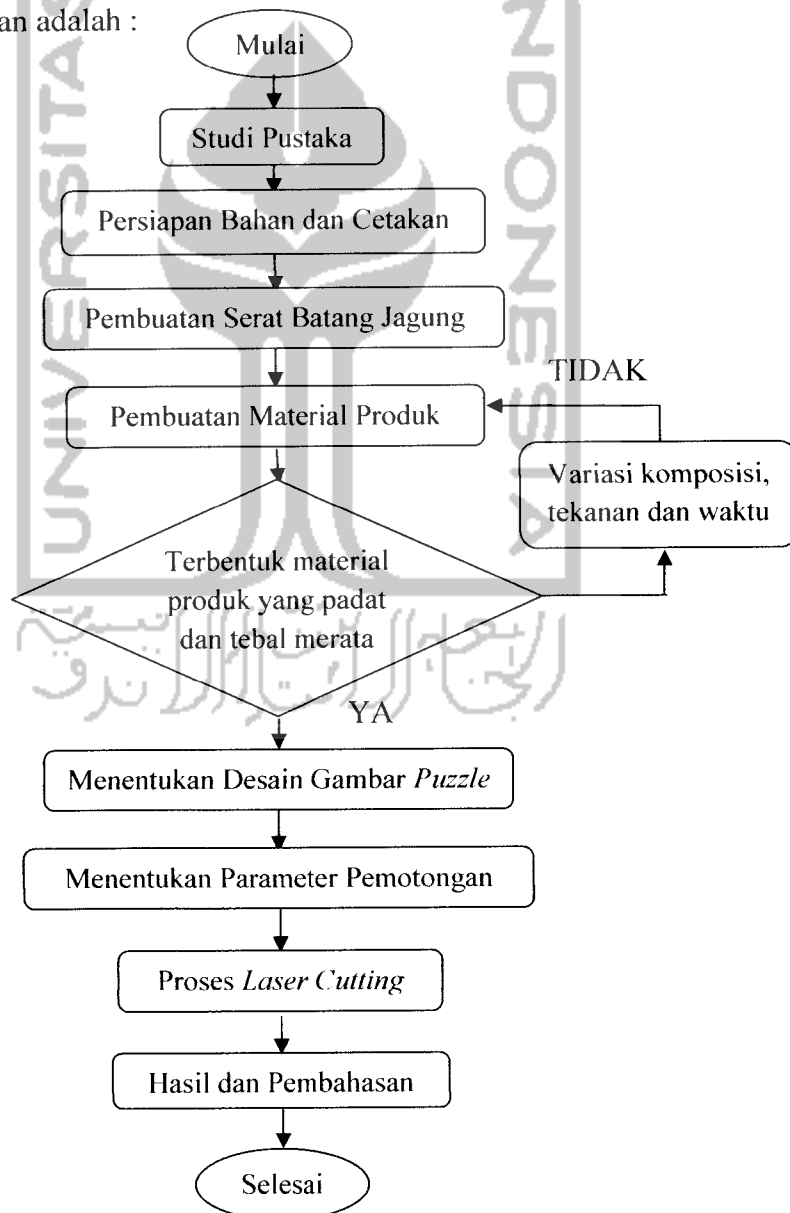 an adalah :
Mulai
Studi Pustaka
Persiapan Bahan dan Cetakan
Pembuatan Serat Batang Jagung
TIDAK
Pembuatan Material Produk
Variasi komposisi,
tekanan dan waktu
Terbentuk material
produk yang padat
dan tebal merata
YA
Menentukan Desain Gambar Puzzle
Menentukan Parameter Pemotongan
Proses Laser Cutting
Hasil dan Pembahasan
Selesai
UNIVERSITAS
INDONESIA